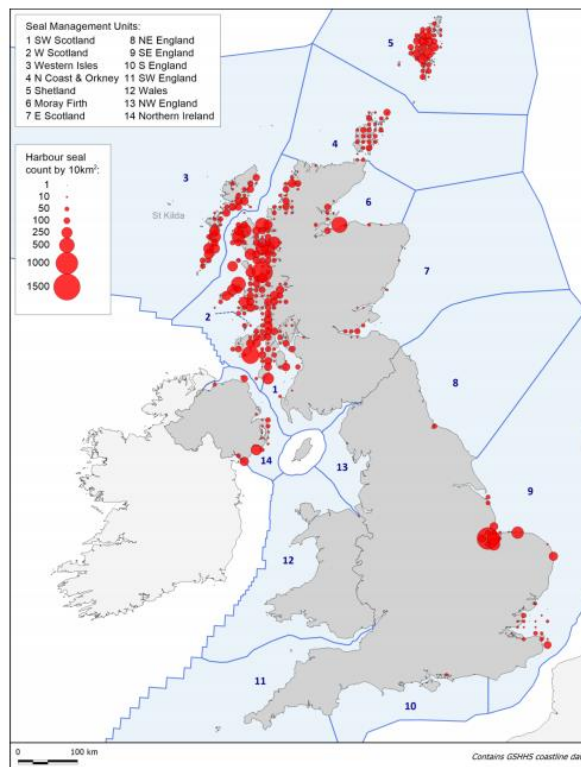 Seal Management Units:
1 SW Scotland 8 NE England
2 W Scotland 9 SE England
3 Western Isles 10 S England
4 N Coast & Orkney 11 SW England
5 Shetland 12 Wales
6 Moray Firth 13 NW England
7 E Scotland 14 Northern Ireland
5
4
Harbour seal
count by 10km²:
1
10
50
100
250
500
1000
1500
3
St Kilda
6
7
2
1
8
14
13
9
12
11
10
0 100 km
Contains GSHHS coastline data